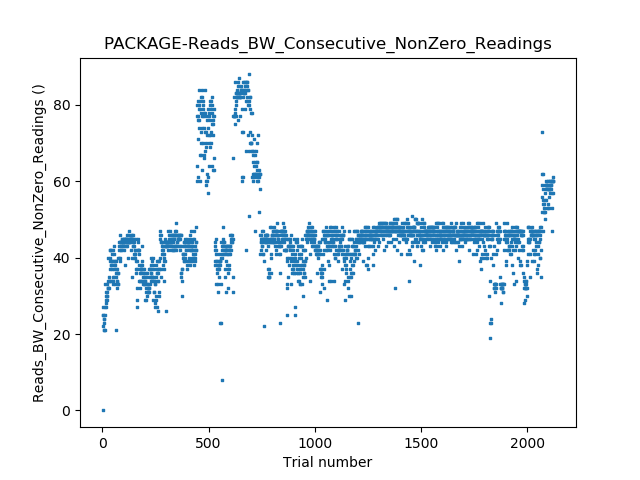 PACKAGE-Reads_BW_Consecutive_NonZero_Readings
Reads_BW_Consecutive_NonZero_Readings ()
80
60
40
20
0
0 500 1000 1500 2000
Trial number